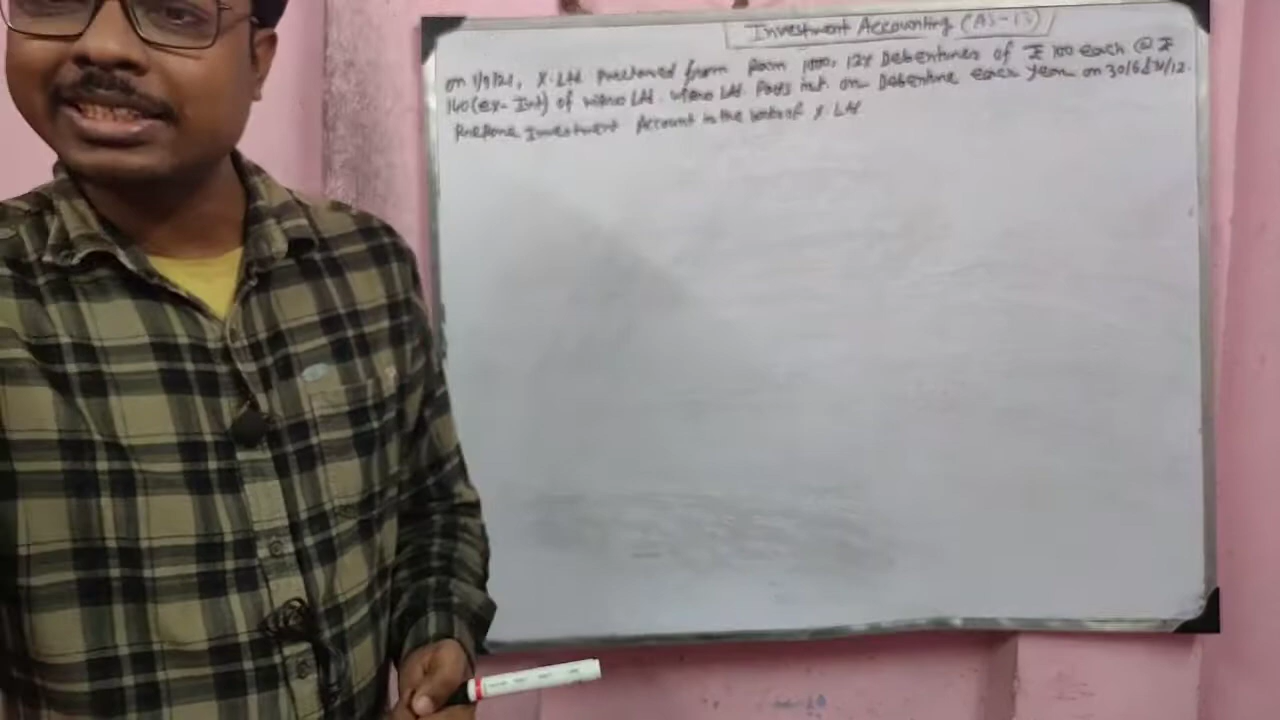 Investment Accounting (AS-13)
on 1/9/21, X. Ltd Purchased from Ram 1000, 12% Debentures of ₹ 100 each @ ₹
140 (ex-Int) of Wipro Ltd. Wipro Ltd. Pays int. on Debenture each year on 30/6 & 31/12.
Prepare Investment Account in the books of X. Ltd